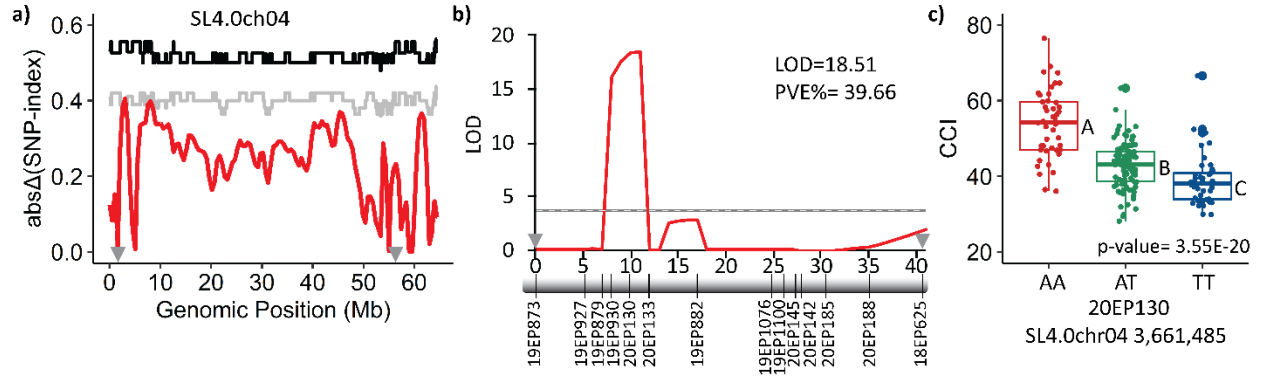 a)
SL4.0ch04
absΔ(SNP-index)
0.6
0.4
0.2
0.0
0 10 20 30 40 50 60
Genomic Position (Mb)
b)
LOD
20
15
10
5
0
LOD=18.51
PVE%= 39.66
0 5 10 15 20 25 30 35 40
19EP873
19EP927
19EP879
19EP930
20EP130
20EP133
19EP882
19EP1076
19EP1100
20EP145
20EP142
20EP185
20EP188
18EP625
c)
CCI
80
60
40
20
A
B
C
p-value= 3.55E-20
AA AT TT
20EP130
SL4.0chr04 3,661,485